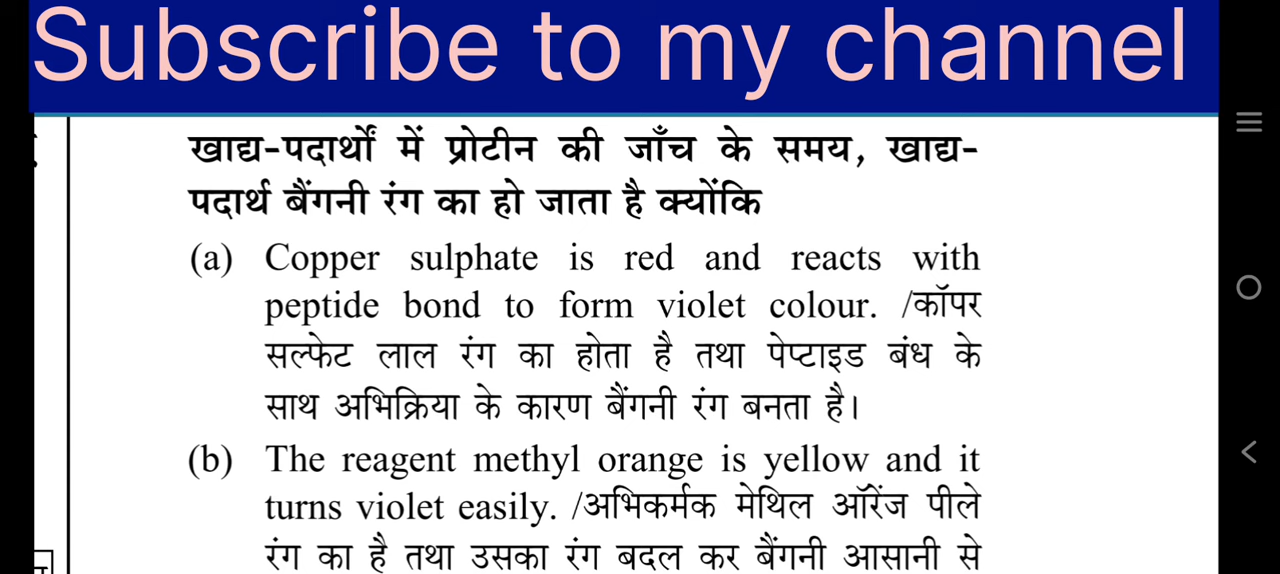 Subscribe to my channel
खाद्य-पदार्थों में प्रोटीन की जाँच के समय, खाद्य-
पदार्थ बैंगनी रंग का हो जाता है क्योंकि
(a) Copper sulphate is red and reacts with
peptide bond to form violet colour. /कॉपर
सल्फेट लाल रंग का होता है तथा पेप्टाइड बंध के
साथ अभिक्रिया के कारण बैंगनी रंग बनता है।
(b) The reagent methyl orange is yellow and it
turns violet easily. /अभिकर्मक मेथिल ऑरेंज पीले
रंग का है तथा उसका रंग बदल कर बैंगनी आसानी से